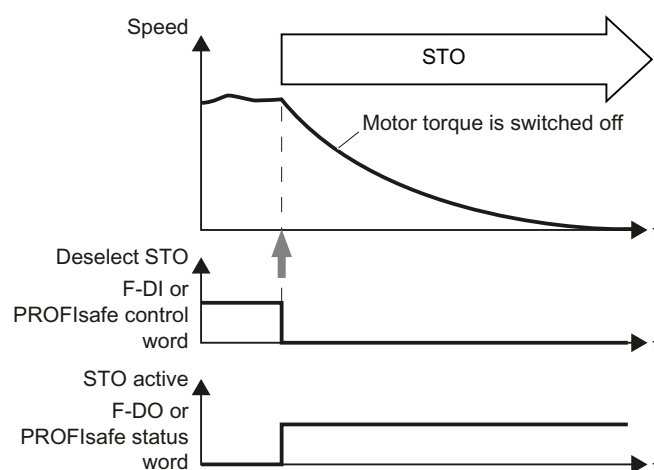 Speed
STO
Motor torque is switched off
Deselect STO
F-DI or
PROFIsafe control
word
STO active
F-DO or
PROFIsafe status
word